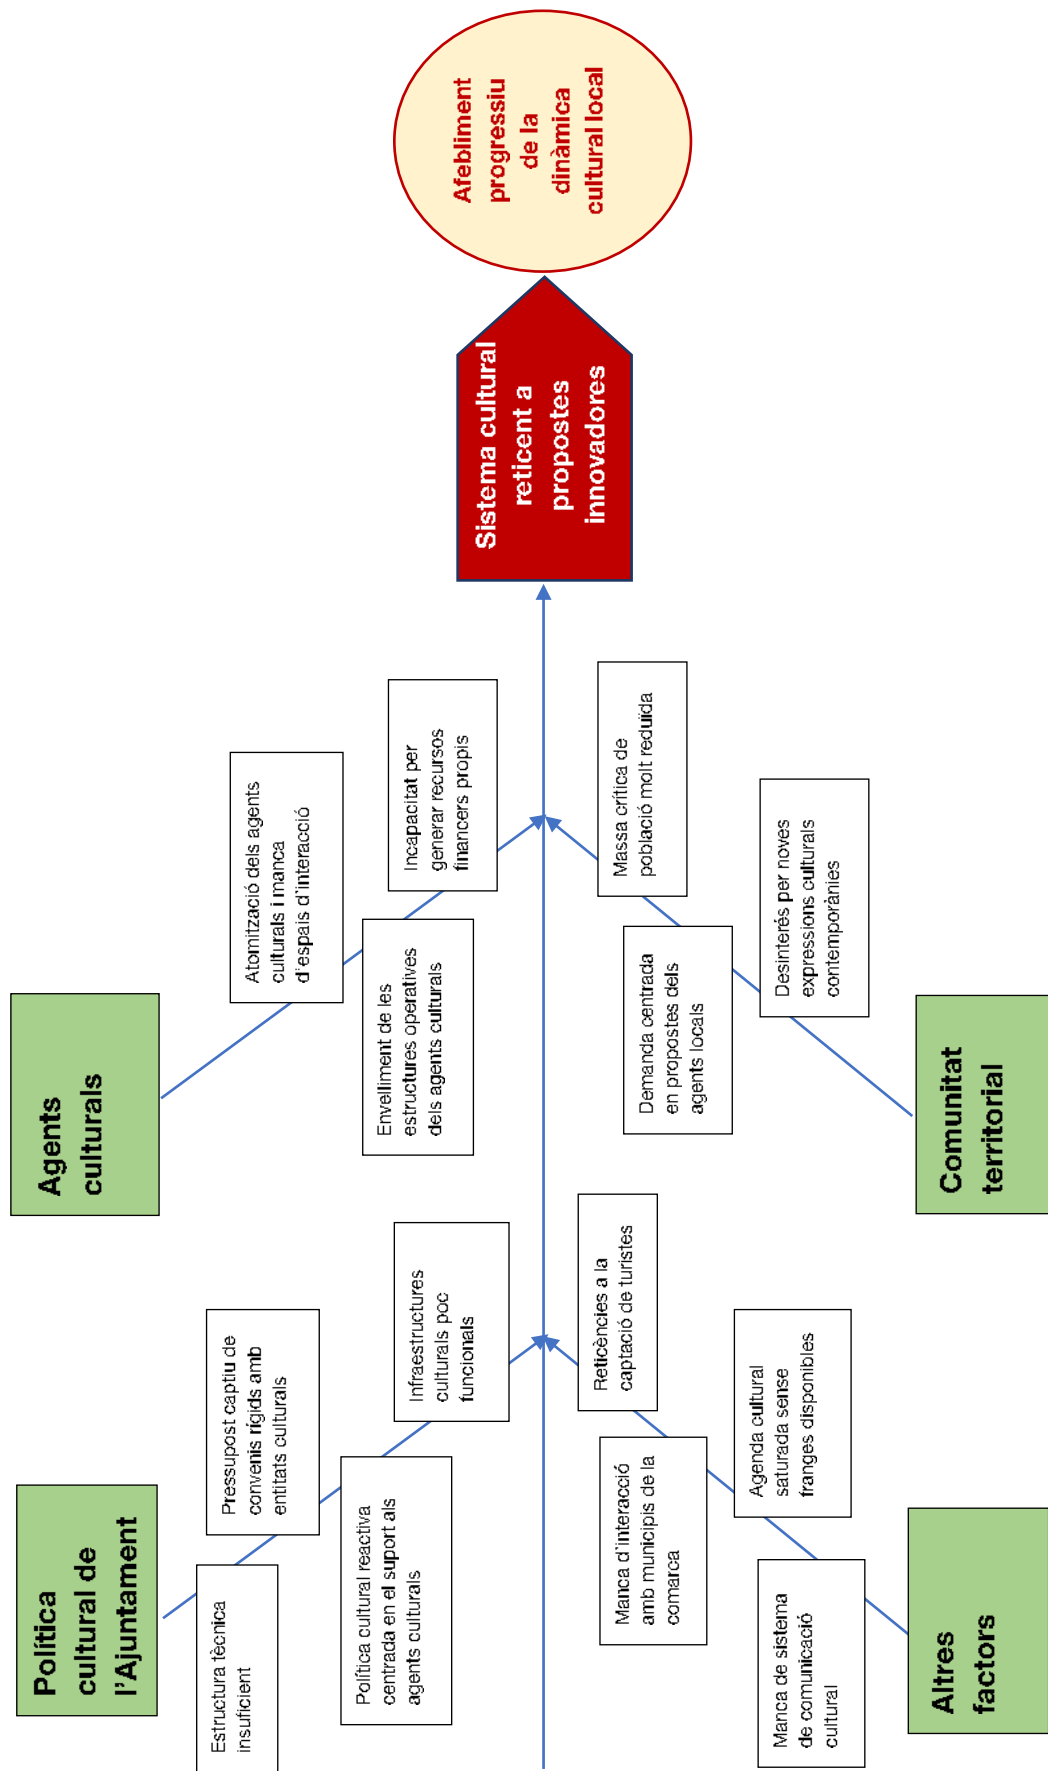 Política
cultural de
l'Ajuntament
Estructura tècnica
insuficient
Pressupost captiu de
convenis rígids amb
entitats culturals
Política cultural reactiva
centrada en el suport als
agents culturals
Infraestructures
culturals poc
funcionals
Agents
culturals
Atomització dels agents
culturals i manca
d'espais d'interacció
Envelliment de les
estructures operatives
dels agents culturals
Incapacitat per
generar recursos
financers propis
Altres
factors
Manca de sistema
de comunicació
cultural
Agenda cultural
saturada sense
franges disponibles
Manca d'interacció
amb municipis de la
comarca
Reticències a la
captació de turistes
Comunitat
territorial
Desinterés per noves
expressions culturals
contemporànies
Demanda centrada
en propostes dels
agents locals
Massa crítica de
població molt reduïda
Sistema cultural
reticent a
propostes
innovadores
Afebliment
progressiu
de la
dinàmica
cultural local